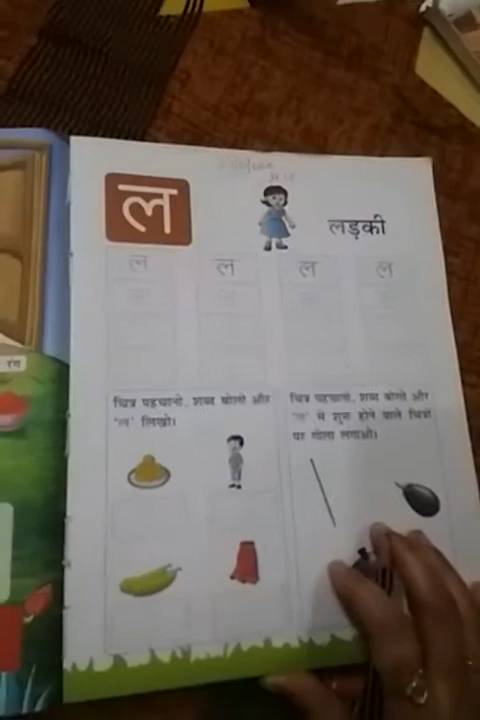 ल
लड़की
ल ल ल ल
चित्र पहचानो, शब्द बोलो और
'ल' लिखो।
चित्र पहचानो, शब्द बोलो और
'ल' से शुरू होने वाले चित्रों
पर गोला लगाओ।
रंग